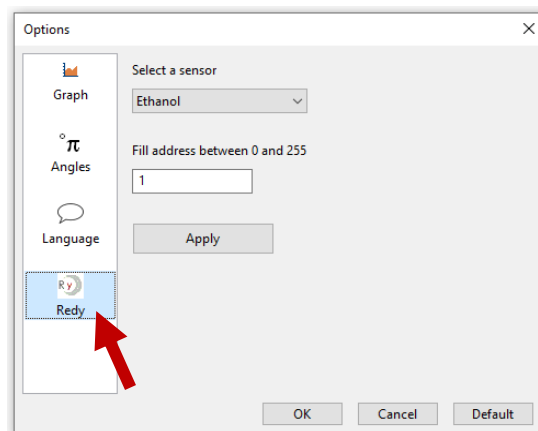 Options
Graph
°π
Angles
Language
Ry
Redy
Select a sensor
Ethanol
Fill address between 0 and 255
1
Apply
OK
Cancel
Default